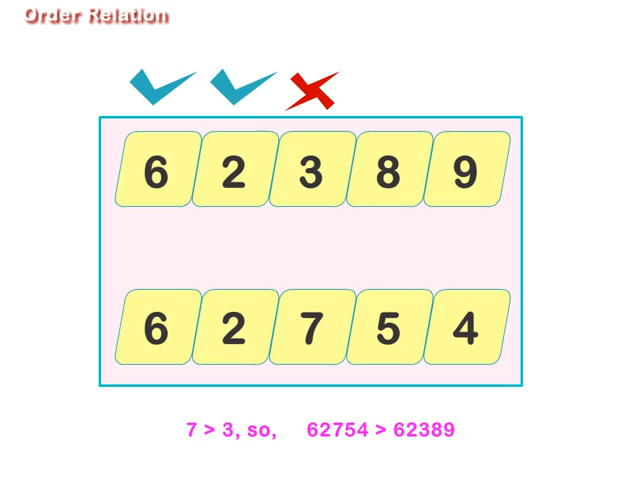 Order Relation
6 2 3 8 9
6 2 7 5 4
7 > 3, so, 62754 > 62389